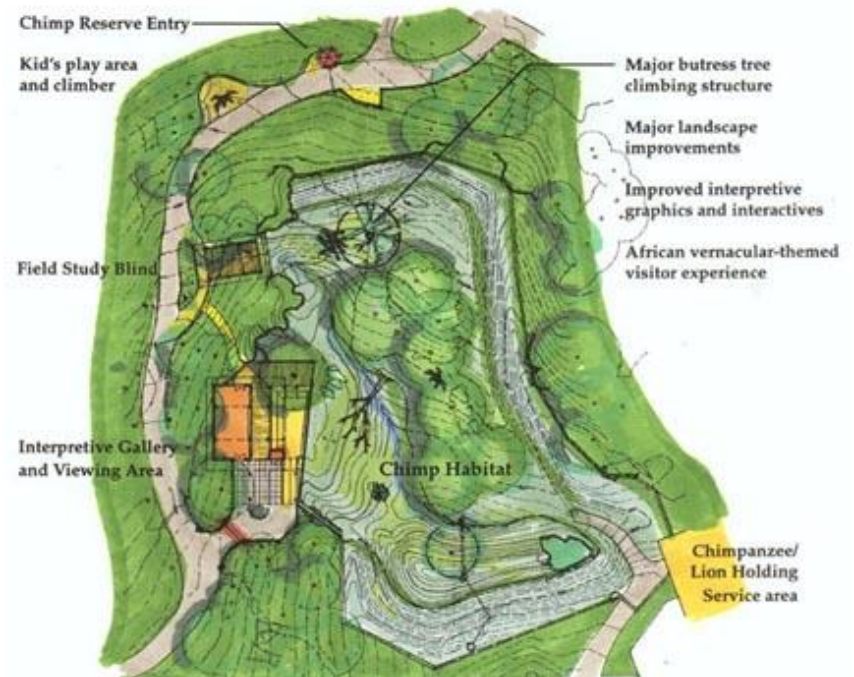 Chimp Reserve Entry
Kid's play area
and climber
Major butress tree
climbing structure
Major landscape
improvements
Improved interpretive
graphics and interactives
African vernacular-themed
visitor experience
Field Study Blind
Interpretive Gallery
and Viewing Area
Chimp Habitat
Chimpanzee/
Lion Holding
Service area